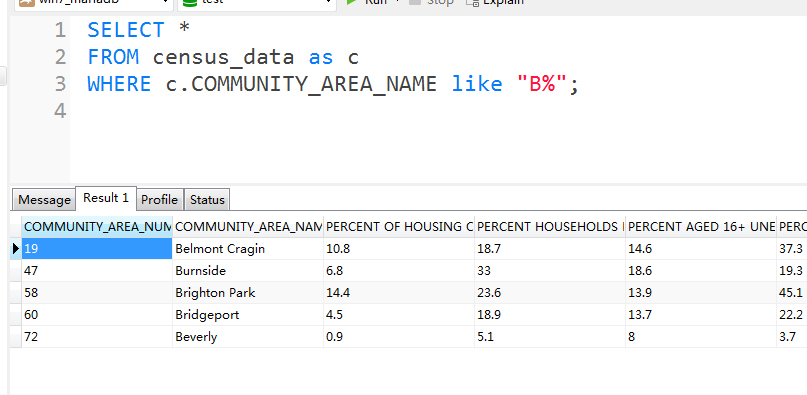 win7_mariadb test Run Stop Explain
1 SELECT *
2 FROM census_data as c
3 WHERE c.COMMUNITY_AREA_NAME like "B%";
4
Message Result 1 Profile Status
COMMUNITY_AREA_NUM COMMUNITY_AREA_NAM PERCENT OF HOUSING C PERCENT HOUSEHOLDS PERCENT AGED 16+ UNE PERC
19 Belmont Cragin 10.8 18.7 14.6 37.3
47 Burnside 6.8 33 18.6 19.3
58 Brighton Park 14.4 23.6 13.9 45.1
60 Bridgeport 4.5 18.9 13.7 22.2
72 Beverly 0.9 5.1 8 3.7